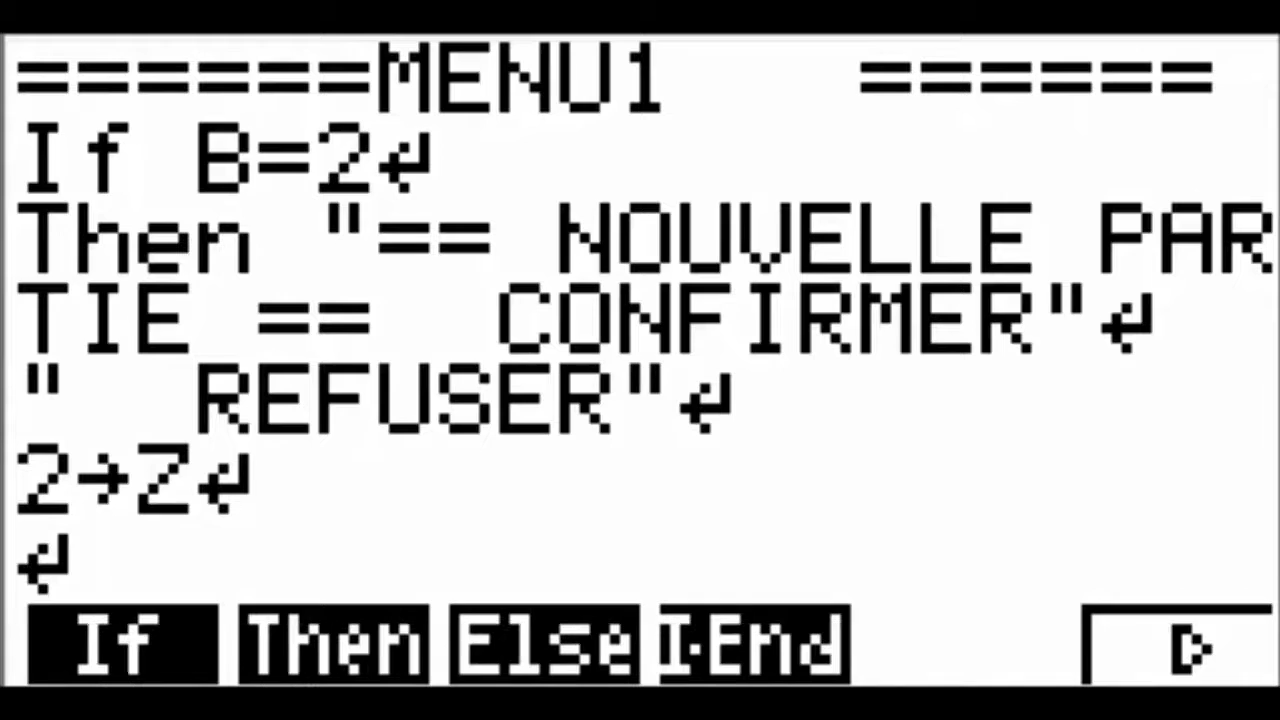 ======MENU1    ======
If B=2↵
Then "== NOUVELLE PAR
TIE ==  CONFIRMER"↵
"  REFUSER"↵
2→Z↵
↵
If Then Else I·End ▷